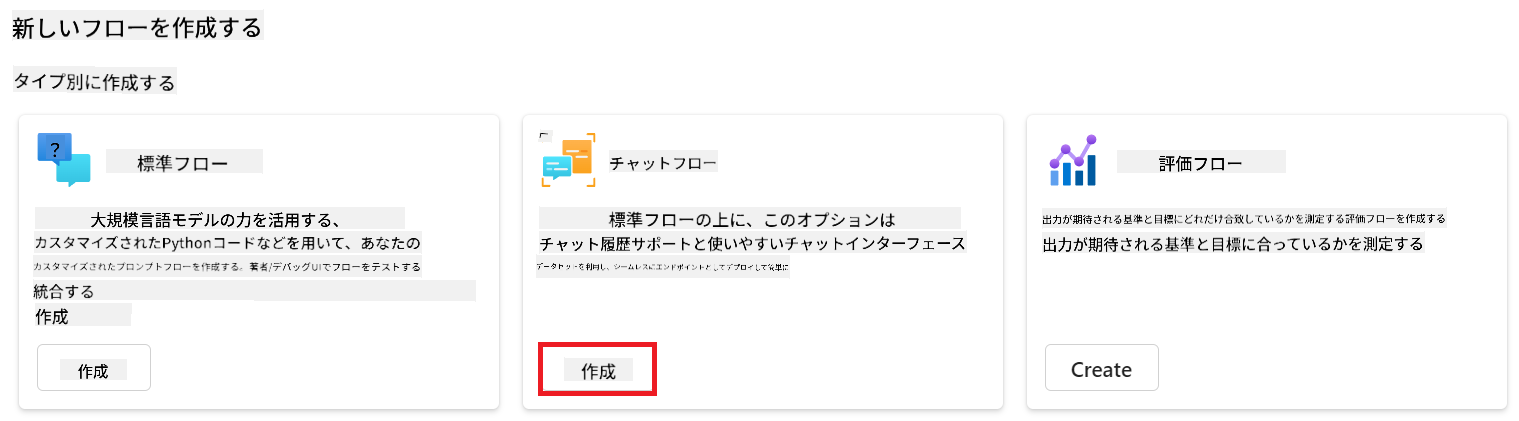 新しいフローを作成する
タイプ別に作成する
?
標準フロー
大規模言語モデルの力を活用する、
カスタマイズされたPythonコードなどを用いて、あなたの
カスタマイズされたプロンプトフローを作成する。著者/デバッグUIでフローをテストする
統合する
作成
作成
チャットフロー
標準フローの上に、このオプションは
チャット履歴サポートと使いやすいチャットインターフェース
データセットを利用し、シームレスにエンドポイントとしてデプロイして簡単に
作成
評価フロー
出力が期待される基準と目標にどれだけ合致しているかを測定する評価フローを作成する
出力が期待される基準と目標に合っているかを測定する
Create